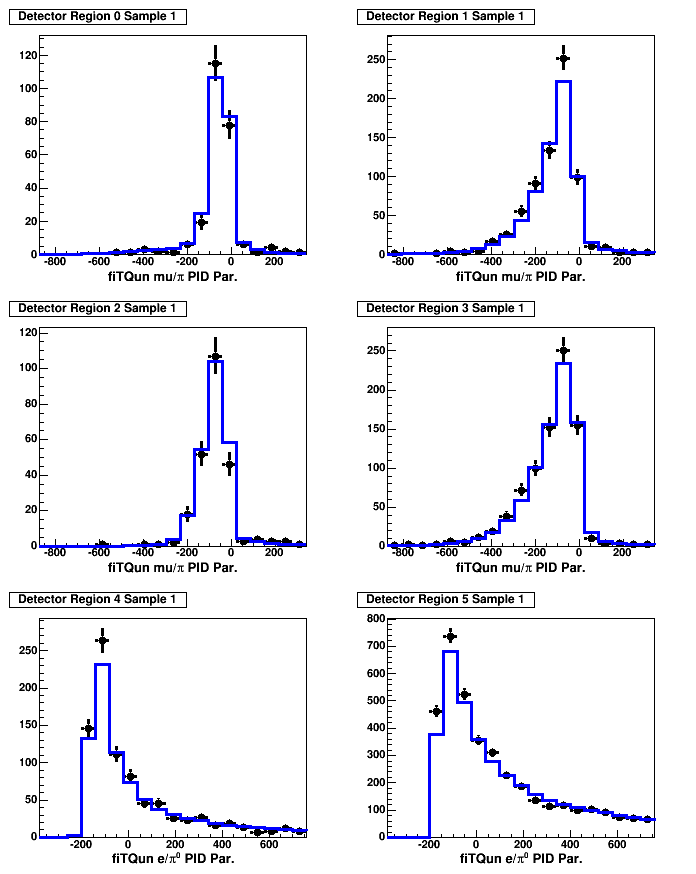 Detector Region 0 Sample 1
120
100
80
60
40
20
0
-800 -600 -400 -200 0 200
fiTQun mu/π PID Par.
Detector Region 1 Sample 1
250
200
150
100
50
0
-800 -600 -400 -200 0 200
fiTQun mu/π PID Par.
Detector Region 2 Sample 1
120
100
80
60
40
20
0
-800 -600 -400 -200 0 200
fiTQun mu/π PID Par.
Detector Region 3 Sample 1
250
200
150
100
50
0
-800 -600 -400 -200 0 200
fiTQun mu/π PID Par.
Detector Region 4 Sample 1
250
200
150
100
50
0
-200 0 200 400 600
fiTQun e/π⁰ PID Par.
Detector Region 5 Sample 1
800
700
600
500
400
300
200
100
0
-200 0 200 400 600
fiTQun e/π⁰ PID Par.